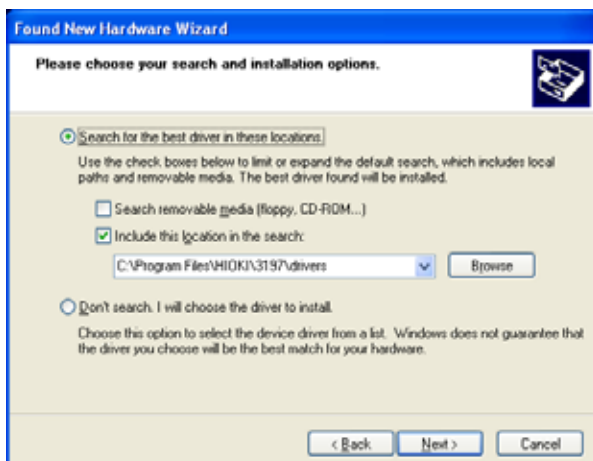 Found New Hardware Wizard
Please choose your search and installation options.
Search for the best driver in these locations.
Use the check boxes below to limit or expand the default search, which includes local
paths and removable media. The best driver found will be installed.
Search removable media (floppy, CD-ROM...)
Include this location in the search:
C:\Program Files\HIOKI\3197\drivers
Browse
Don't search. I will choose the driver to install.
Choose this option to select the device driver from a list. Windows does not guarantee that
the driver you choose will be the best match for your hardware.
< Back
Next >
Cancel